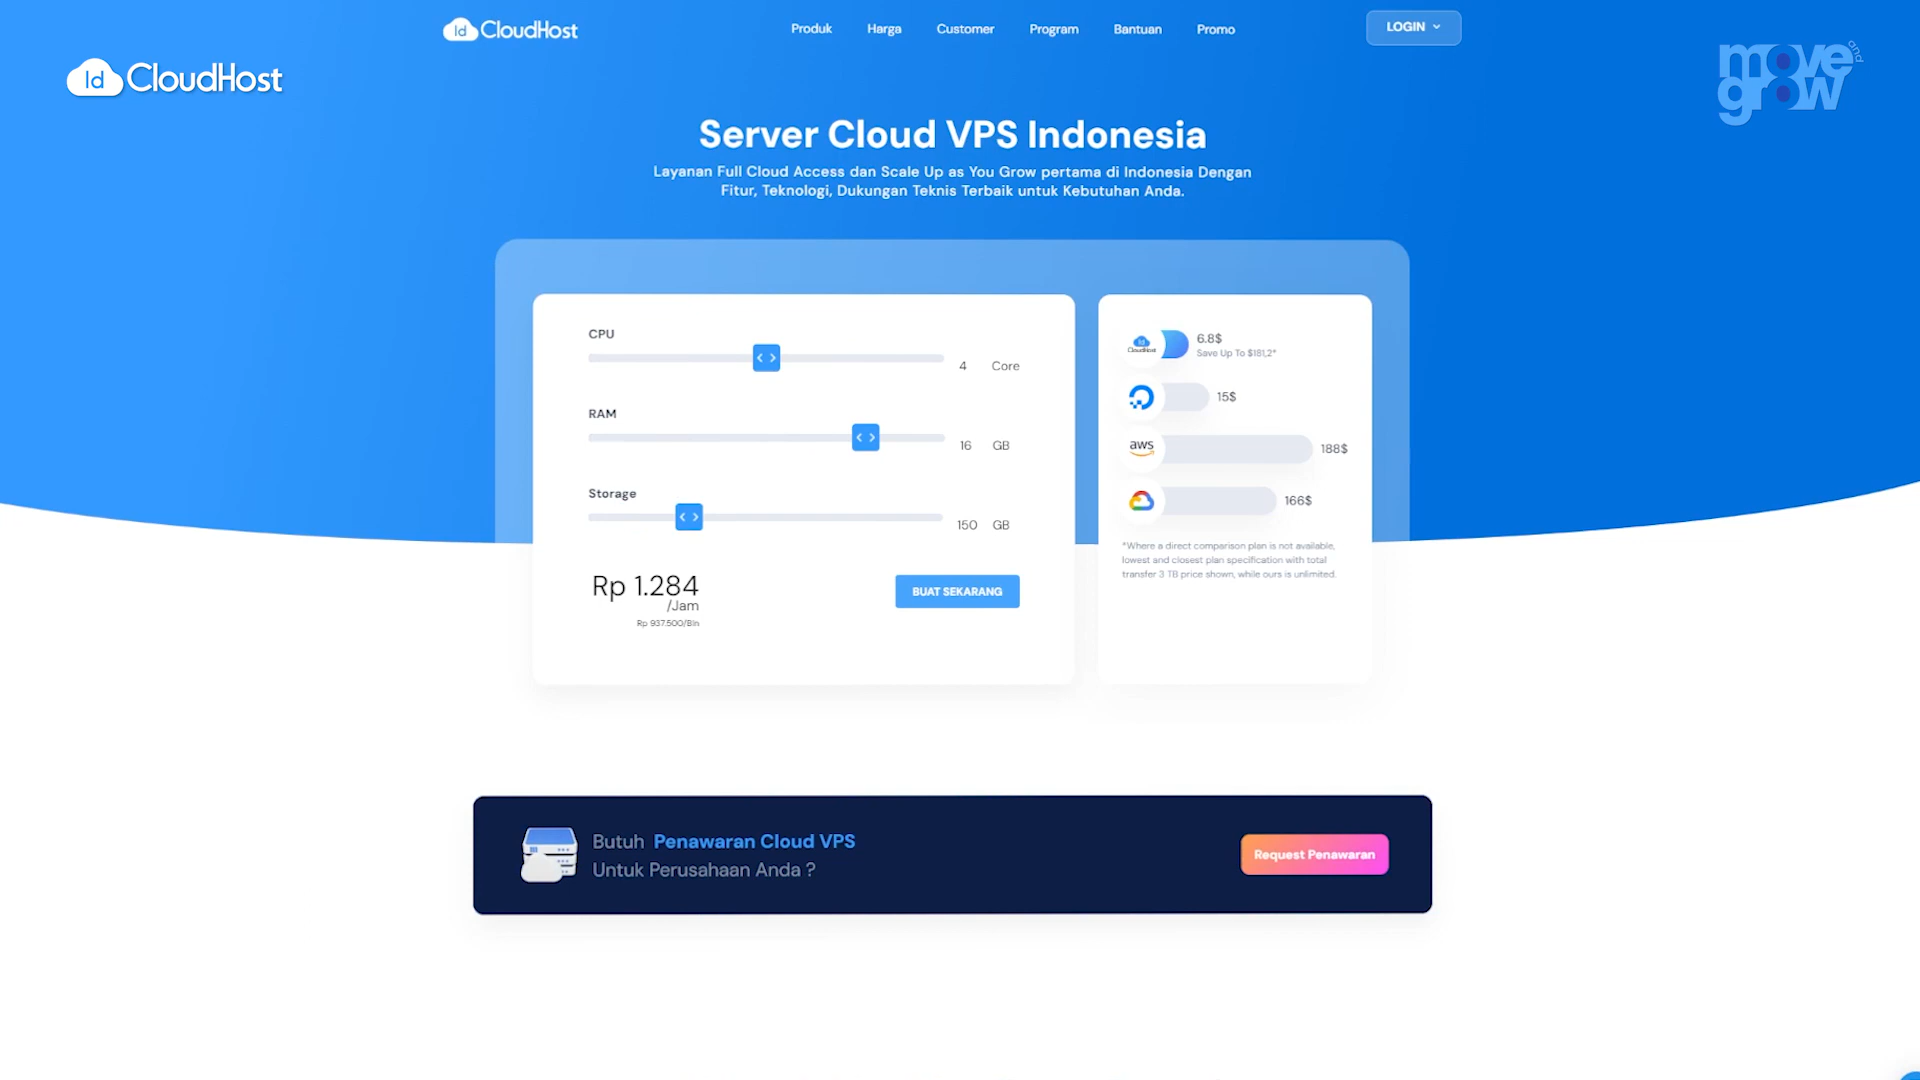 Id CloudHost
Produk
Harga
Customer
Program
Bantuan
Promo
LOGIN
Id CloudHost
move and
grow
Server Cloud VPS Indonesia
Layanan Full Cloud Access dan Scale Up as You Grow pertama di Indonesia Dengan
Fitur, Teknologi, Dukungan Teknis Terbaik untuk Kebutuhan Anda.
CPU
4 Core
RAM
16 GB
Storage
150 GB
Rp 1.284
/Jam
Rp 937.500/Bln
BUAT SEKARANG
Id
CloudHost
6.8$
Save Up To $181,2*
15$
aws
188$
166$
*Where a direct comparison plan is not available,
lowest and closest plan specification with total
transfer 3 TB price shown, while ours is unlimited.
Butuh Penawaran Cloud VPS
Untuk Perusahaan Anda ?
Request Penawaran